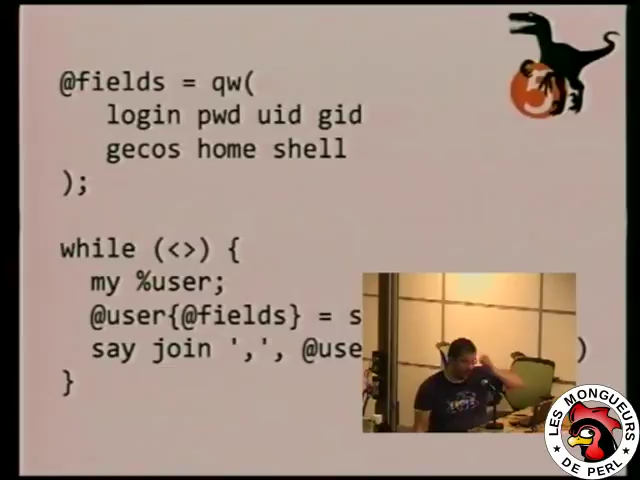 @fields = qw(
login pwd uid gid
gecos home shell
);
while (<>) {
my %user;
@user{@fields} = s
say join ',', @use )
}
LES MONGUEURS
DE PERL